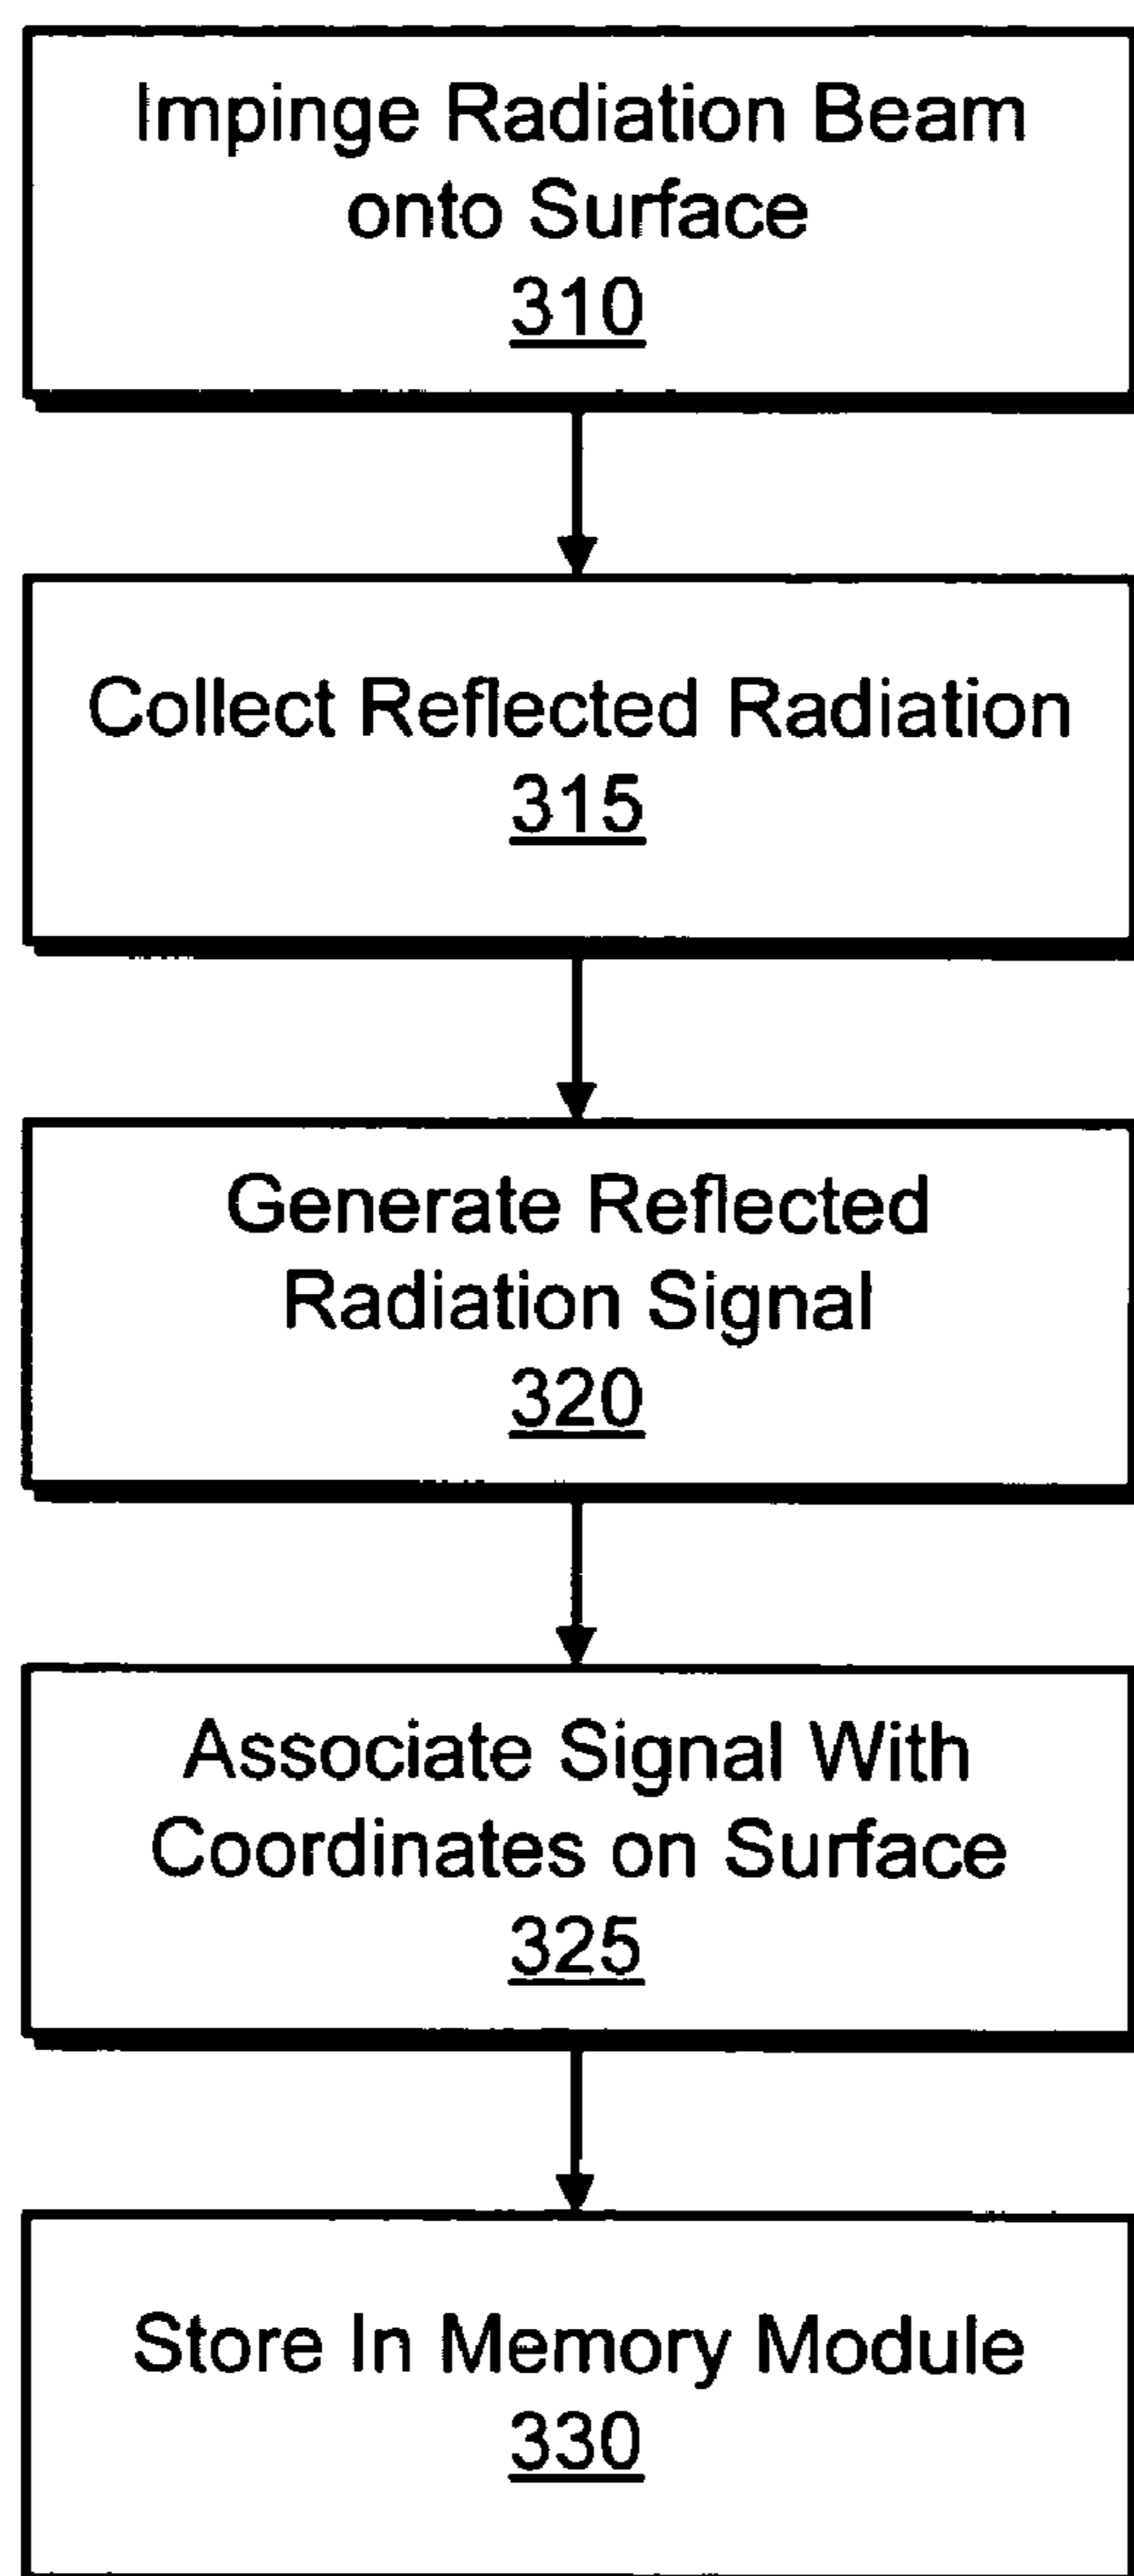 Impinge Radiation Beam
onto Surface
310
Collect Reflected Radiation
315
Generate Reflected
Radiation Signal
320
Associate Signal With
Coordinates on Surface
325
Store In Memory Module
330